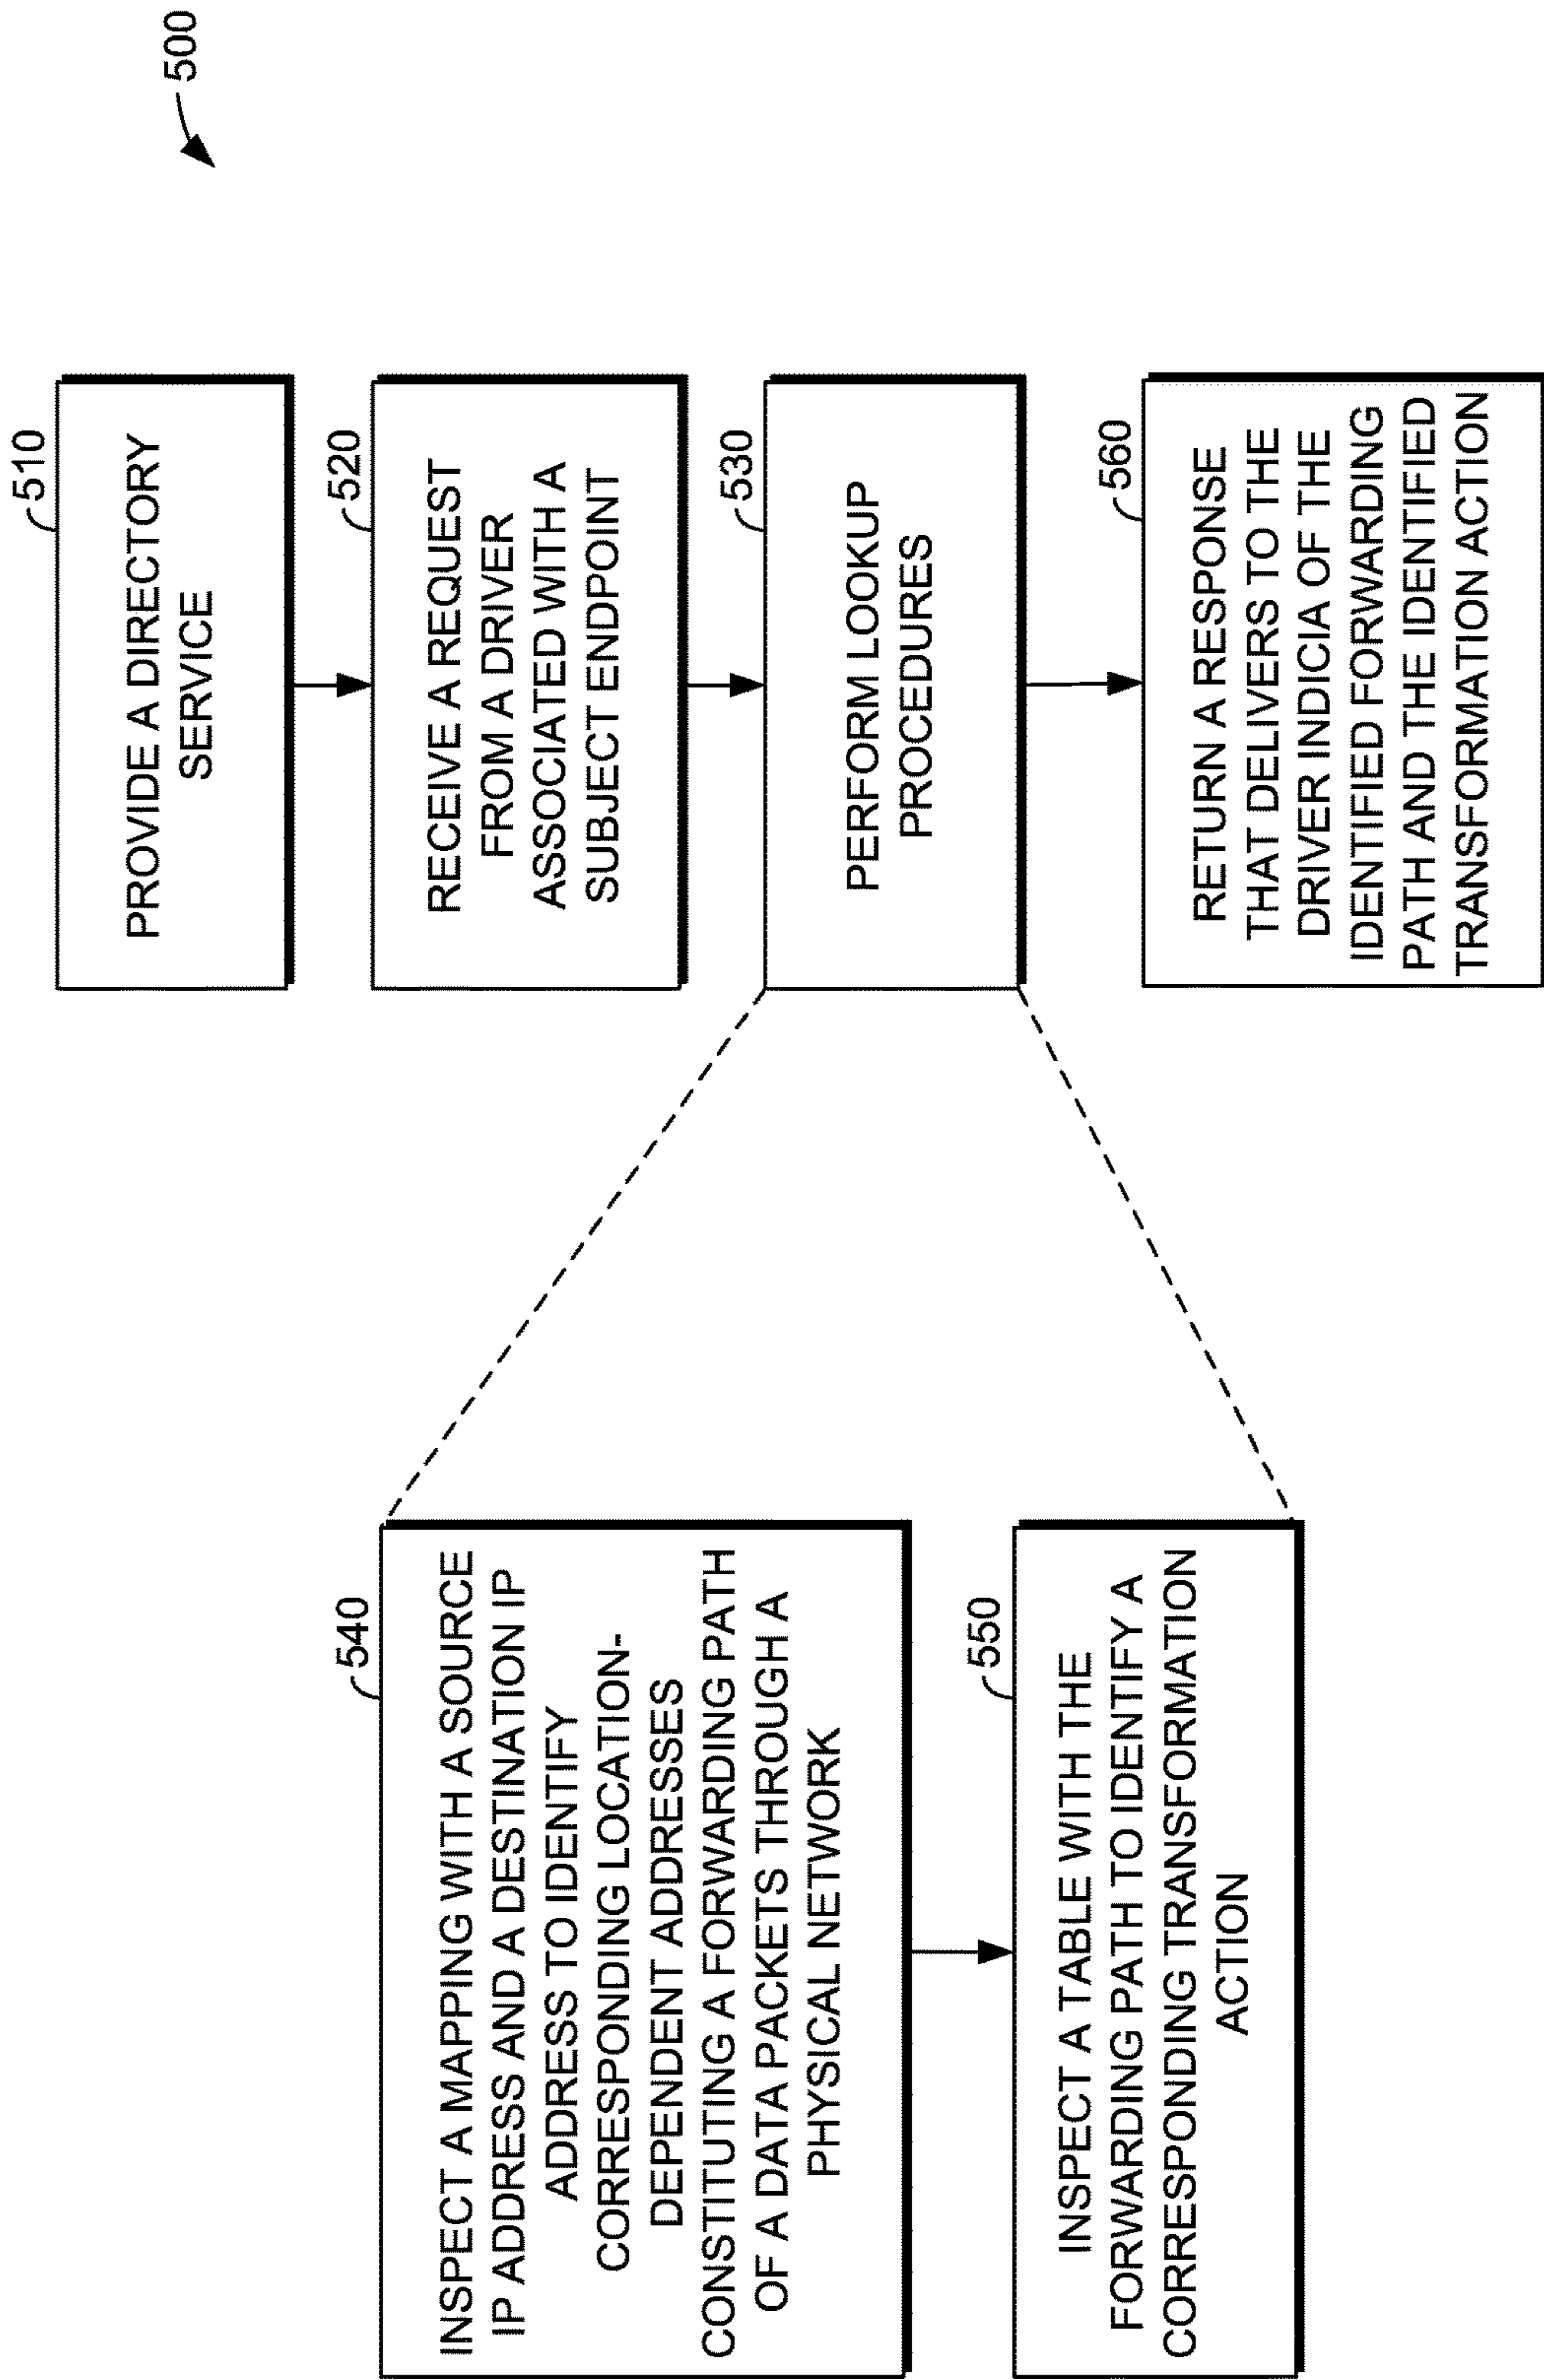 500
510
PROVIDE A DIRECTORY
SERVICE
520
RECEIVE A REQUEST
FROM A DRIVER
ASSOCIATED WITH A
SUBJECT ENDPOINT
530
PERFORM LOOKUP
PROCEDURES
540
INSPECT A MAPPING WITH A SOURCE
IP ADDRESS AND A DESTINATION IP
ADDRESS TO IDENTIFY
CORRESPONDING LOCATION-
DEPENDENT ADDRESSES
CONSTITUTING A FORWARDING PATH
OF A DATA PACKETS THROUGH A
PHYSICAL NETWORK
550
INSPECT A TABLE WITH THE
FORWARDING PATH TO IDENTIFY A
CORRESPONDING TRANSFORMATION
ACTION
560
RETURN A RESPONSE
THAT DELIVERS TO THE
DRIVER INDICIA OF THE
IDENTIFIED FORWARDING
PATH AND THE IDENTIFIED
TRANSFORMATION ACTION